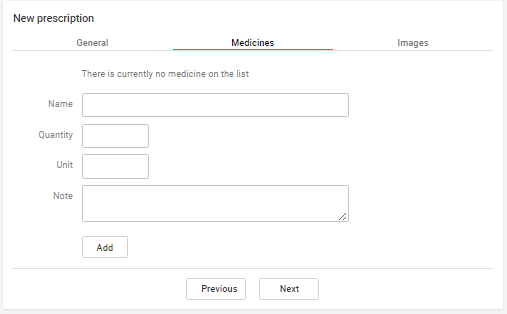 New prescription
General Medicines Images
There is currently no medicine on the list
Name
Quantity
Unit
Note
Add
Previous Next